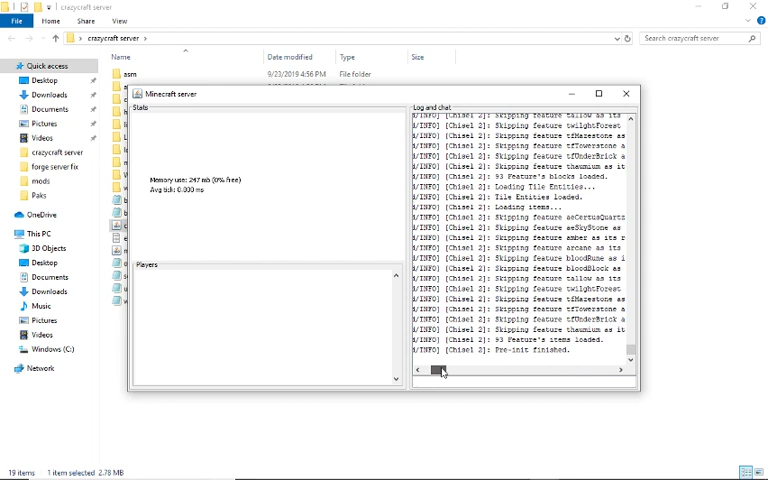 crazycraft server
File Home Share View
crazycraft server
Search crazycraft server
Name Date modified Type Size
Quick access
Desktop
Downloads
Documents
Pictures
Videos
crazycraft server
forge server fix
mods
Paks
OneDrive
This PC
3D Objects
Desktop
Documents
Downloads
Music
Pictures
Videos
Windows (C:)
Network
asm 9/23/2019 4:56 PM File folder
Minecraft server
Stats
Memory use: 247 mb (0% free)
Avg tick: 0.000 ms
Players
Log and chat
d/INFO] [Chisel 2]: Skipping feature tallow as its
d/INFO] [Chisel 2]: Skipping feature twilghtForest
d/INFO] [Chisel 2]: Skipping feature tfMazestone as
d/INFO] [Chisel 2]: Skipping feature tfTowerstone a
d/INFO] [Chisel 2]: Skipping feature tfUnderBrick a
d/INFO] [Chisel 2]: Skipping feature thaumium as it
d/INFO] [Chisel 2]: 93 Feature's blocks loaded.
d/INFO] [Chisel 2]: Loading Tile Entities...
d/INFO] [Chisel 2]: Tile Entities loaded.
d/INFO] [Chisel 2]: Loading items...
d/INFO] [Chisel 2]: Skipping feature aeCertusQuartz
d/INFO] [Chisel 2]: Skipping feature aeSkyStone as
d/INFO] [Chisel 2]: Skipping feature amber as its r
d/INFO] [Chisel 2]: Skipping feature arcane as its
d/INFO] [Chisel 2]: Skipping feature bloodRune as i
d/INFO] [Chisel 2]: Skipping feature bloodBlock as
d/INFO] [Chisel 2]: Skipping feature tallow as its
d/INFO] [Chisel 2]: Skipping feature twilghtForest
d/INFO] [Chisel 2]: Skipping feature tfMazestone as
d/INFO] [Chisel 2]: Skipping feature tfTowerstone a
d/INFO] [Chisel 2]: Skipping feature tfUnderBrick a
d/INFO] [Chisel 2]: Skipping feature thaumium as it
d/INFO] [Chisel 2]: 93 Feature's items loaded.
d/INFO] [Chisel 2]: Pre-init finished.
19 items 1 item selected 2.78 MB